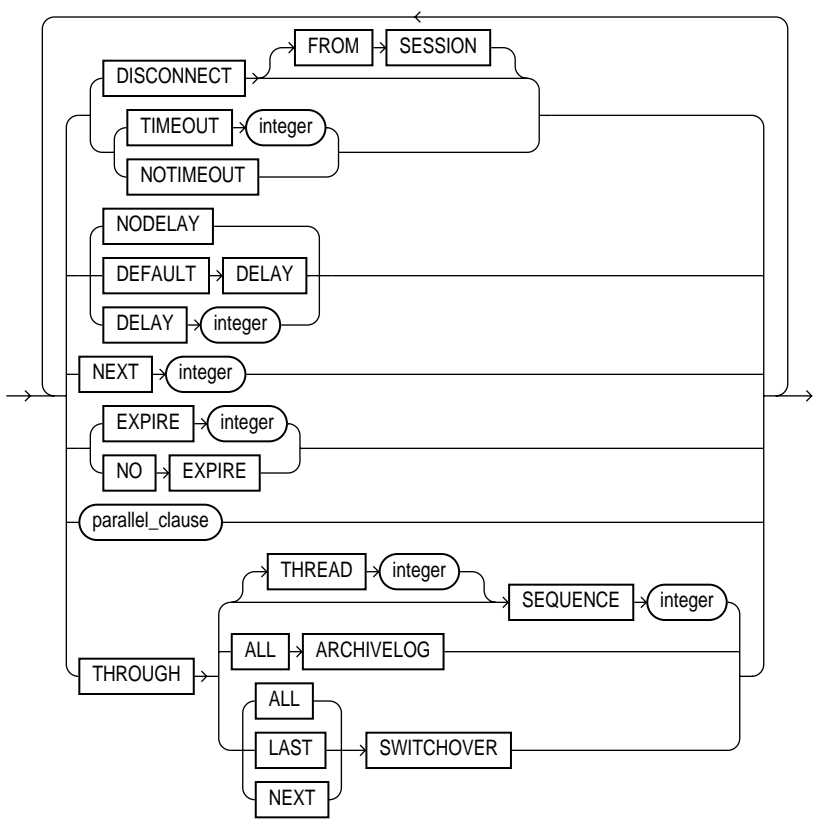 FROM SESSION
DISCONNECT
TIMEOUT integer
NOTIMEOUT
NODELAY
DEFAULT DELAY
DELAY integer
NEXT integer
EXPIRE integer
NO EXPIRE
parallel_clause
THREAD integer
SEQUENCE integer
ALL ARCHIVELOG
THROUGH
ALL
LAST SWITCHOVER
NEXT